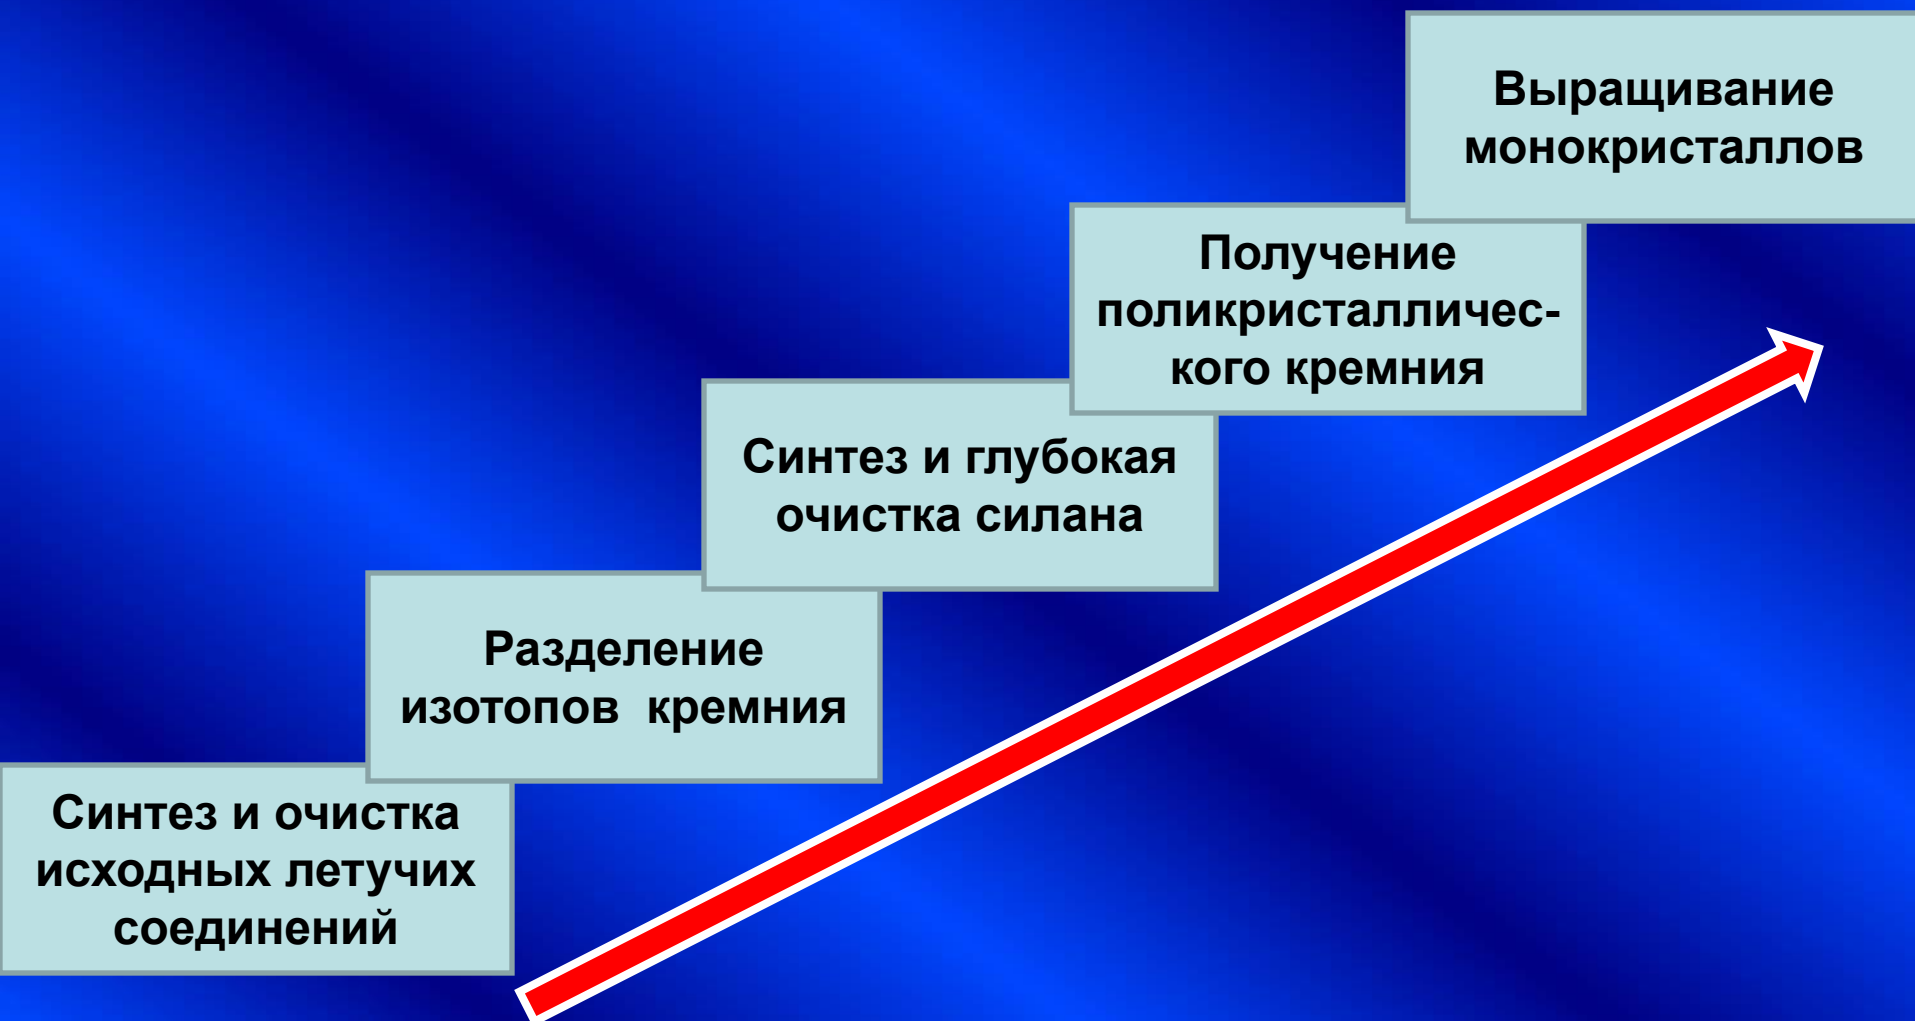 Выращивание
монокристаллов
Получение
поликристалличес-
кого кремния
Синтез и глубокая
очистка силана
Разделение
изотопов кремния
Синтез и очистка
исходных летучих
соединений